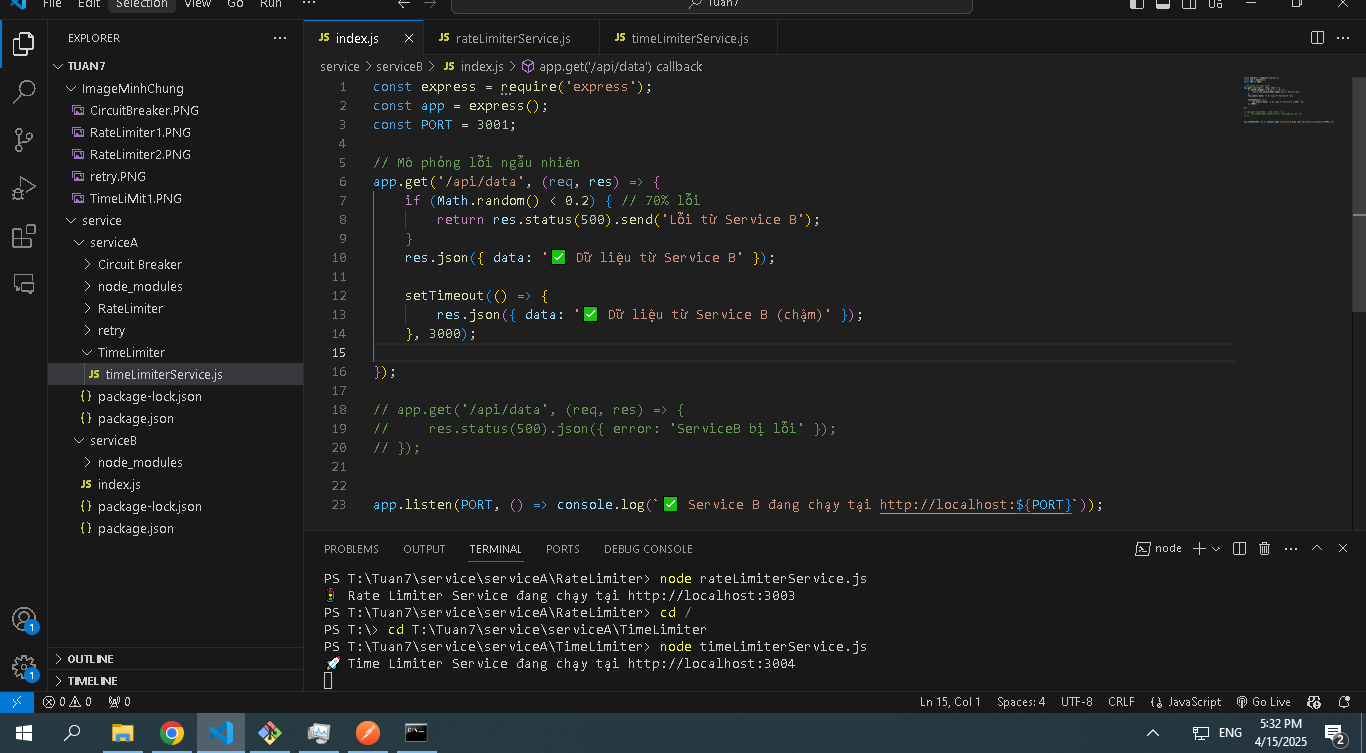 File Edit Selection View Go Run ··· Tuan7
EXPLORER ···
TUAN7
ImageMinhChung
CircuitBreaker.PNG
RateLimiter1.PNG
RateLimiter2.PNG
retry.PNG
TimeLiMit1.PNG
service
serviceA
Circuit Breaker
node_modules
RateLimiter
retry
TimeLimiter
JS timeLimiterService.js
{} package-lock.json
{} package.json
serviceB
node_modules
JS index.js
{} package-lock.json
{} package.json
OUTLINE
TIMELINE
JS index.js × JS rateLimiterService.js JS timeLimiterService.js
service > serviceB > JS index.js > app.get('/api/data') callback
1 const express = require('express');
2 const app = express();
3 const PORT = 3001;
4
5 // Mô phỏng lỗi ngẫu nhiên
6 app.get('/api/data', (req, res) => {
7 if (Math.random() < 0.2) { // 70% lỗi
8 return res.status(500).send('Lỗi từ Service B');
9 }
10 res.json({ data: '✅ Dữ liệu từ Service B' });
11
12 setTimeout(() => {
13 res.json({ data: '✅ Dữ liệu từ Service B (chậm)' });
14 }, 3000);
15
16 });
17
18 // app.get('/api/data', (req, res) => {
19 // res.status(500).json({ error: 'ServiceB bị lỗi' });
20 // });
21
22
23 app.listen(PORT, () => console.log(`✅ Service B đang chạy tại http://localhost:${PORT}`));
PROBLEMS OUTPUT TERMINAL PORTS DEBUG CONSOLE node
PS T:\Tuan7\service\serviceA\RateLimiter> node rateLimiterService.js
🚦 Rate Limiter Service đang chạy tại http://localhost:3003
PS T:\Tuan7\service\serviceA\RateLimiter> cd /
PS T:\> cd T:\Tuan7\service\serviceA\TimeLimiter
PS T:\Tuan7\service\serviceA\TimeLimiter> node timeLimiterService.js
🚀 Time Limiter Service đang chạy tại http://localhost:3004
1
1
0 0 0 Ln 15, Col 1 Spaces: 4 UTF-8 CRLF {} JavaScript Go Live
ENG 5:32 PM
4/15/2025 2